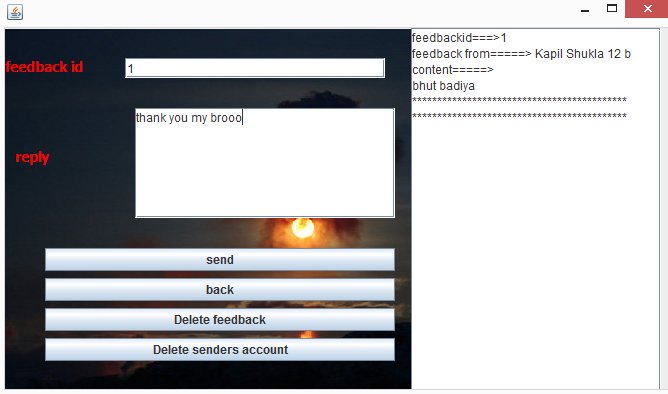 feedback id
1
reply
thank you my brooo
send
back
Delete feedback
Delete senders account
feedbackid===>1
feedback from=====> Kapil Shukla 12 b
content=====>
bhut badiya
*******************************************
*******************************************